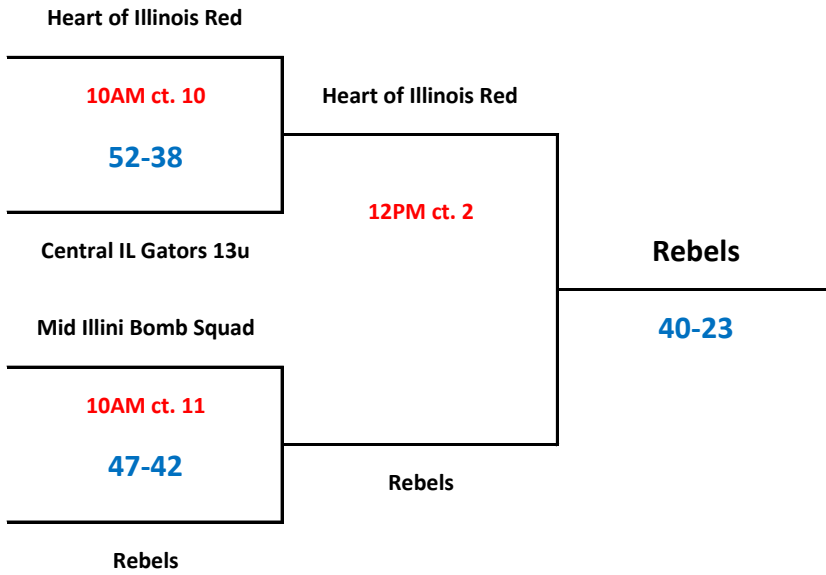 Heart of Illinois Red
10AM ct. 10
52-38
Central IL Gators 13u
Mid Illini Bomb Squad
10AM ct. 11
47-42
Rebels
Heart of Illinois Red
12PM ct. 2
Rebels
Rebels
40-23